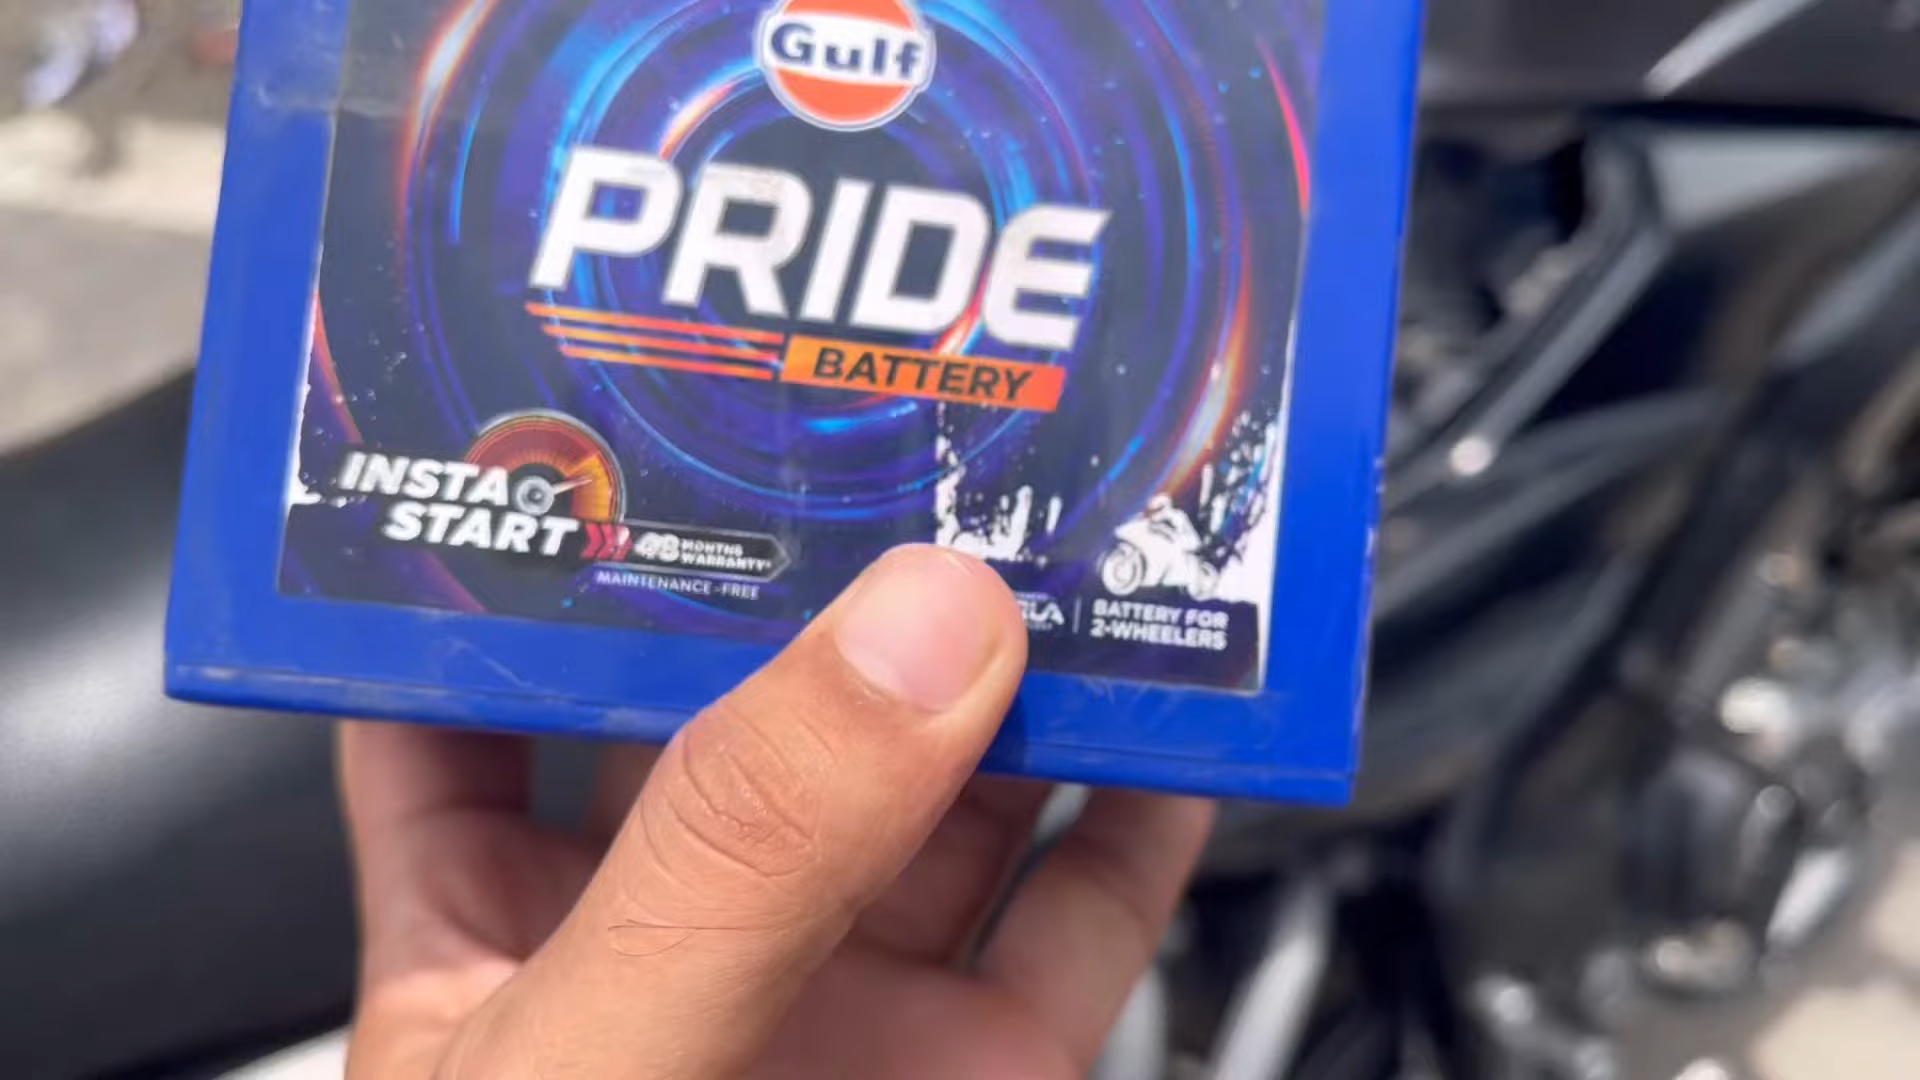 Gulf
PRIDE
BATTERY
INSTA
START
48 MONTHS
WARRANTY*
MAINTENANCE-FREE
BATTERY FOR
2-WHEELERS